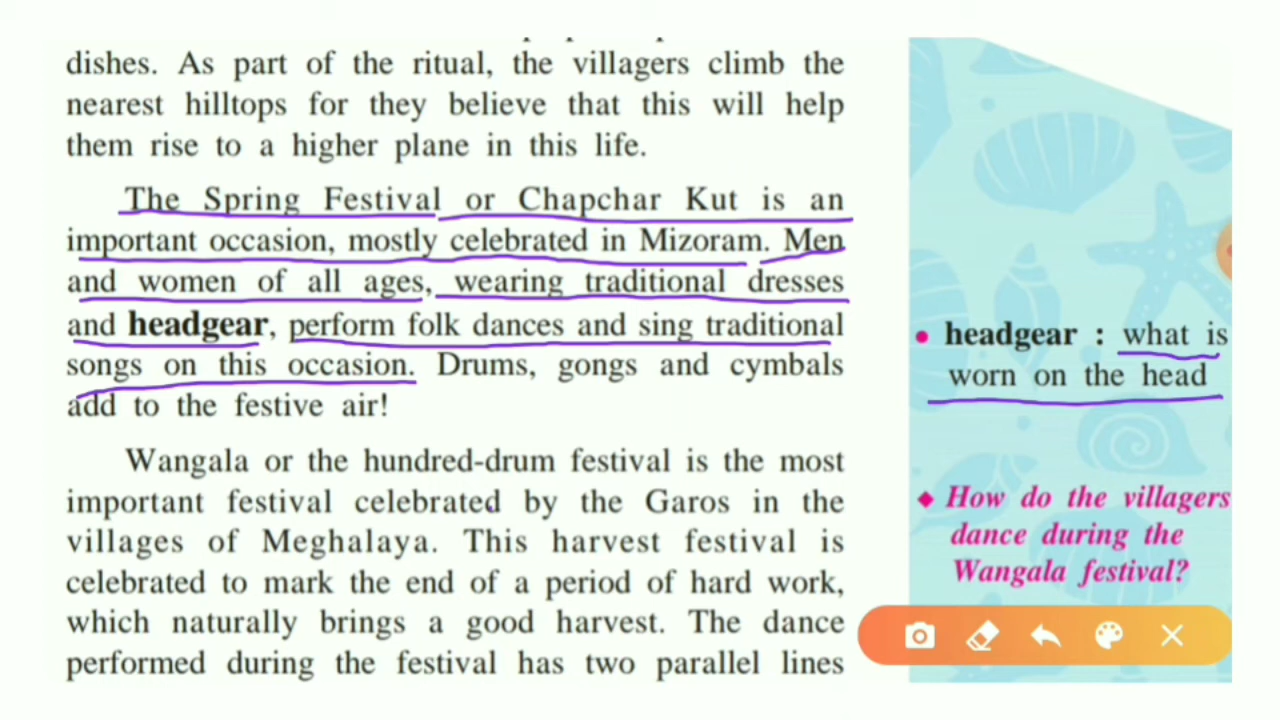 dishes. As part of the ritual, the villagers climb the
nearest hilltops for they believe that this will help
them rise to a higher plane in this life.
The Spring Festival or Chapchar Kut is an
important occasion, mostly celebrated in Mizoram. Men
and women of all ages, wearing traditional dresses
and headgear, perform folk dances and sing traditional
songs on this occasion. Drums, gongs and cymbals
add to the festive air!
Wangala or the hundred-drum festival is the most
important festival celebrated by the Garos in the
villages of Meghalaya. This harvest festival is
celebrated to mark the end of a period of hard work,
which naturally brings a good harvest. The dance
performed during the festival has two parallel lines
• headgear : what is
worn on the head
◆ How do the villagers
dance during the
Wangala festival?